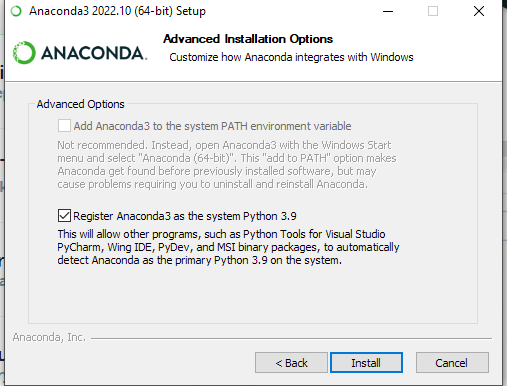 Anaconda3 2022.10 (64-bit) Setup
Advanced Installation Options
ANACONDA.
Customize how Anaconda integrates with Windows
Advanced Options
Add Anaconda3 to the system PATH environment variable
Not recommended. Instead, open Anaconda3 with the Windows Start
menu and select "Anaconda (64-bit)". This "add to PATH" option makes
Anaconda get found before previously installed software, but may
cause problems requiring you to uninstall and reinstall Anaconda.
Register Anaconda3 as the system Python 3.9
This will allow other programs, such as Python Tools for Visual Studio
PyCharm, Wing IDE, PyDev, and MSI binary packages, to automatically
detect Anaconda as the primary Python 3.9 on the system.
Anaconda, Inc.
< Back Install Cancel